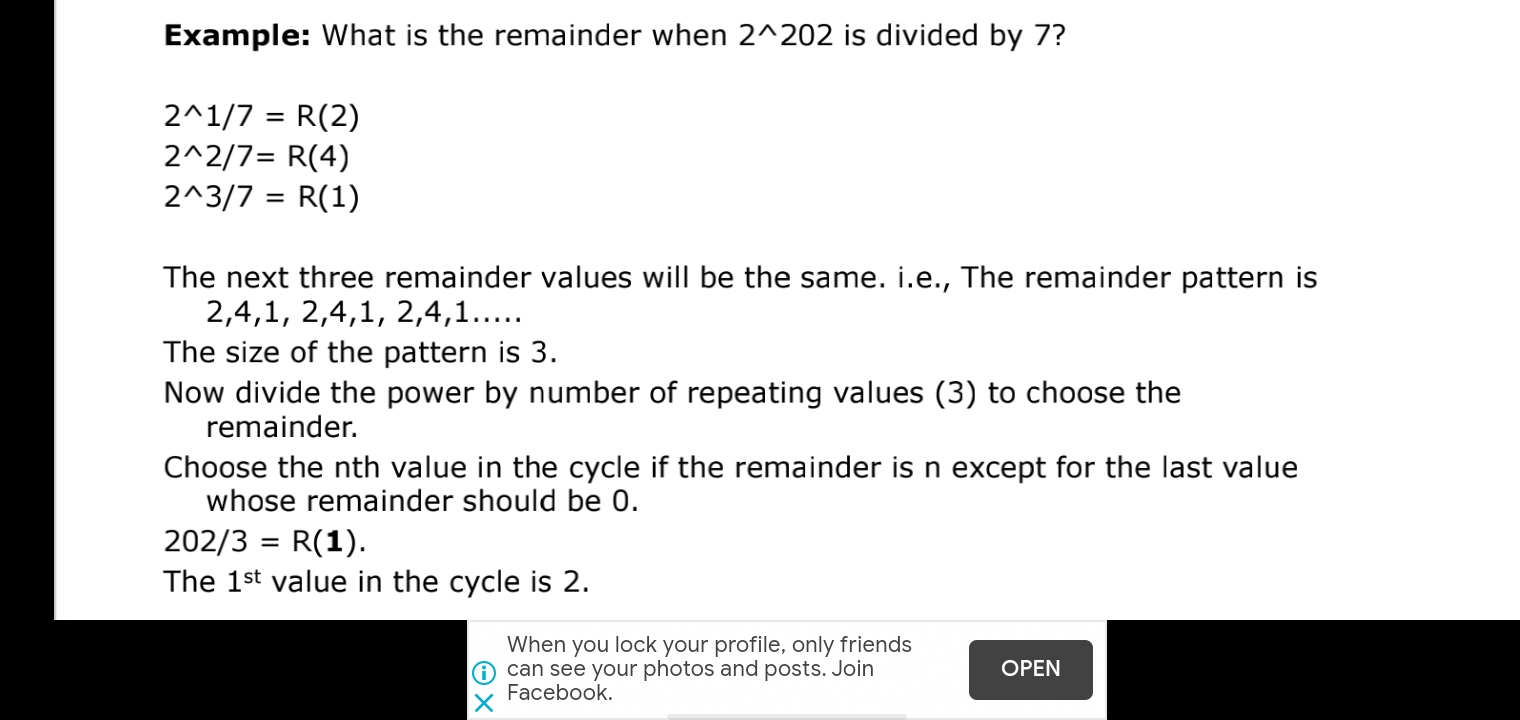 Example: What is the remainder when 2^202 is divided by 7?
2^1/7 = R(2)
2^2/7= R(4)
2^3/7 = R(1)
The next three remainder values will be the same. i.e., The remainder pattern is
2,4,1, 2,4,1, 2,4,1.....
The size of the pattern is 3.
Now divide the power by number of repeating values (3) to choose the
remainder.
Choose the nth value in the cycle if the remainder is n except for the last value
whose remainder should be 0.
202/3 = R(1).
The 1st value in the cycle is 2.
When you lock your profile, only friends
can see your photos and posts. Join
Facebook.
OPEN